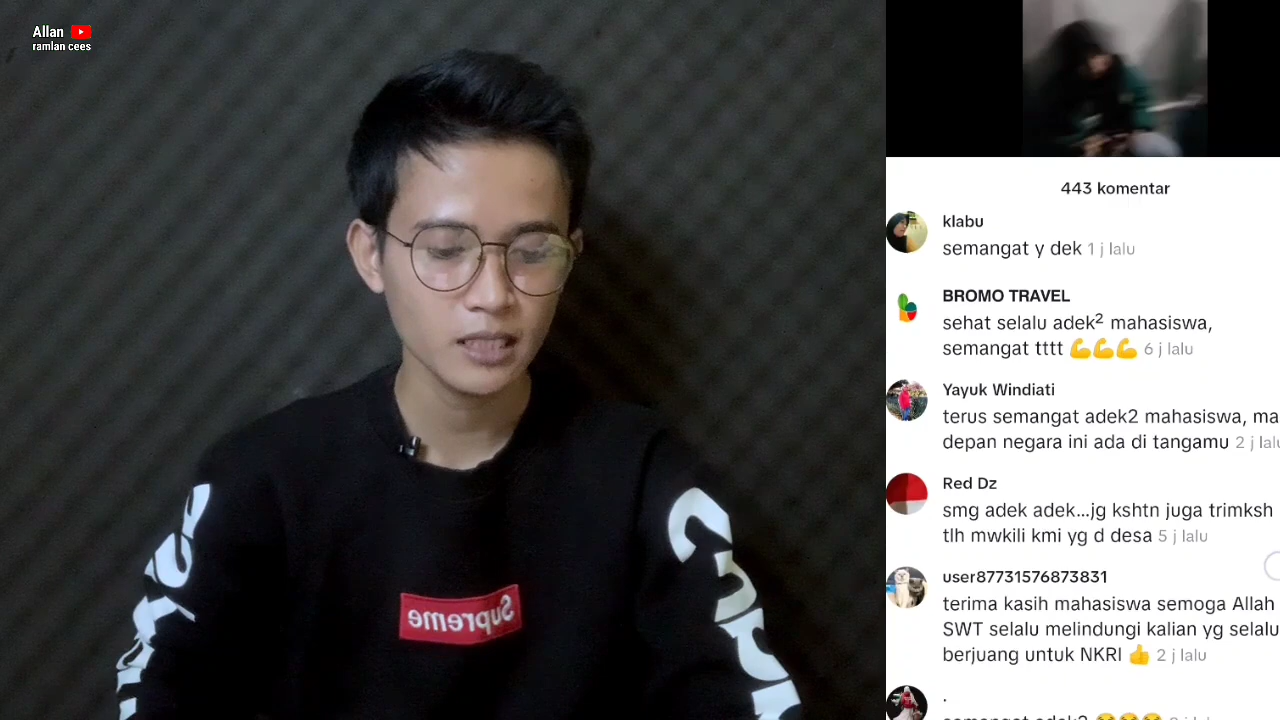 Allan
ramlan cees
Supreme
443 komentar
klabu
semangat y dek 1 j lalu
BROMO TRAVEL
sehat selalu adek² mahasiswa,
semangat tttt 💪💪💪 6 j lalu
Yayuk Windiati
terus semangat adek2 mahasiswa,
depan negara ini ada di tangamu 2 j
Red Dz
smg adek adek...jg kshtn juga trimksh
tlh mwkili kmi yg d desa 5 j lalu
user87731576873831
terima kasih mahasiswa semoga Allah
SWT selalu melindungi kalian yg selalu
berjuang untuk NKRI 👍 2 j lalu
.